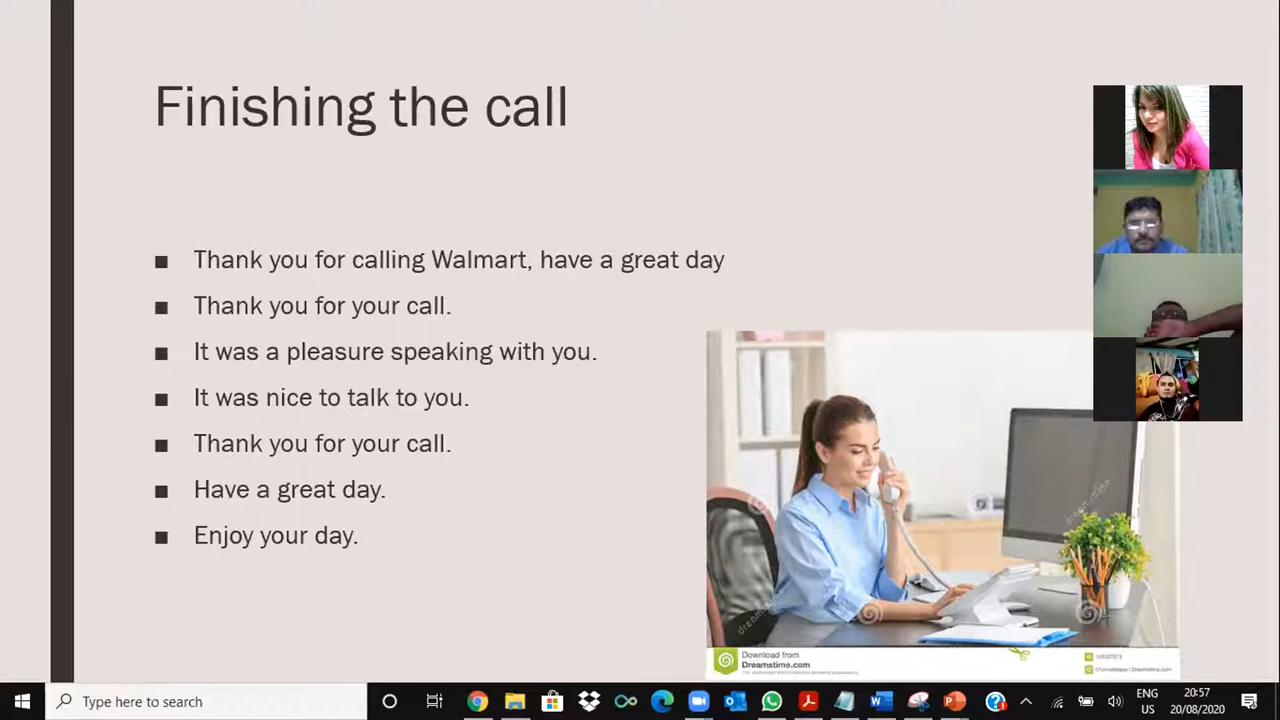 Finishing the call
Thank you for calling Walmart, have a great day
Thank you for your call.
It was a pleasure speaking with you.
It was nice to talk to you.
Thank you for your call.
Have a great day.
Enjoy your day.
Download from
Dreamstime.com
Type here to search
ENG
US
20:57
20/08/2020